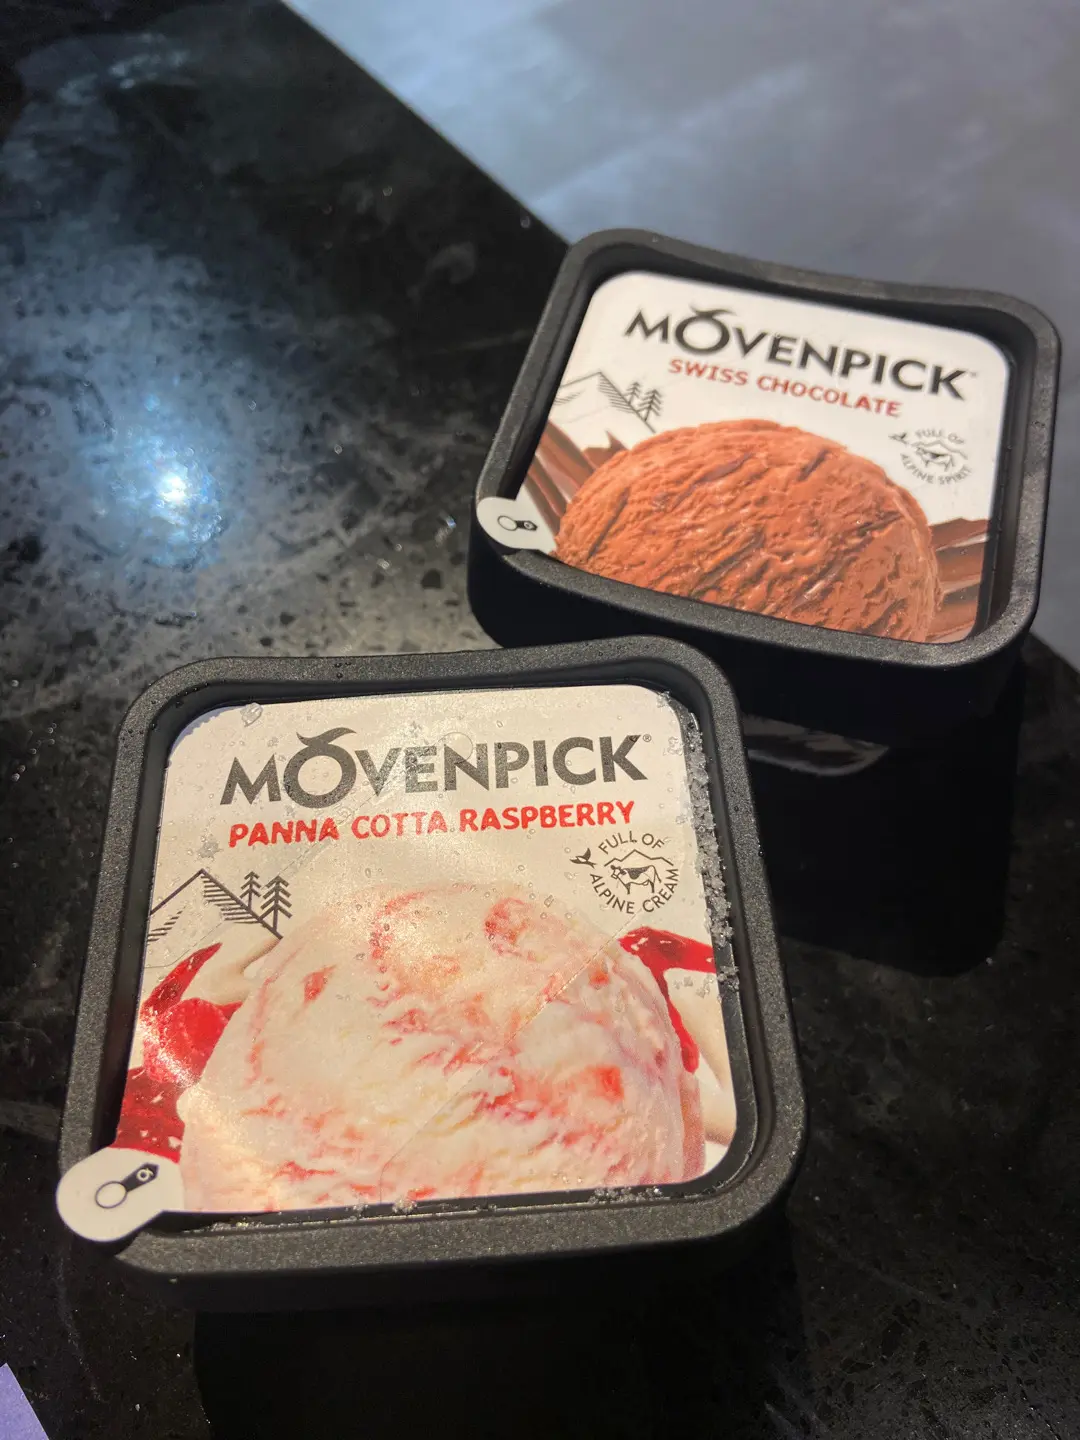 MÖVENPICK
SWISS CHOCOLATE
FULL OF
ALPINE SPIRIT
MÖVENPICK®
PANNA COTTA RASPBERRY
FULL OF
ALPINE CREAM